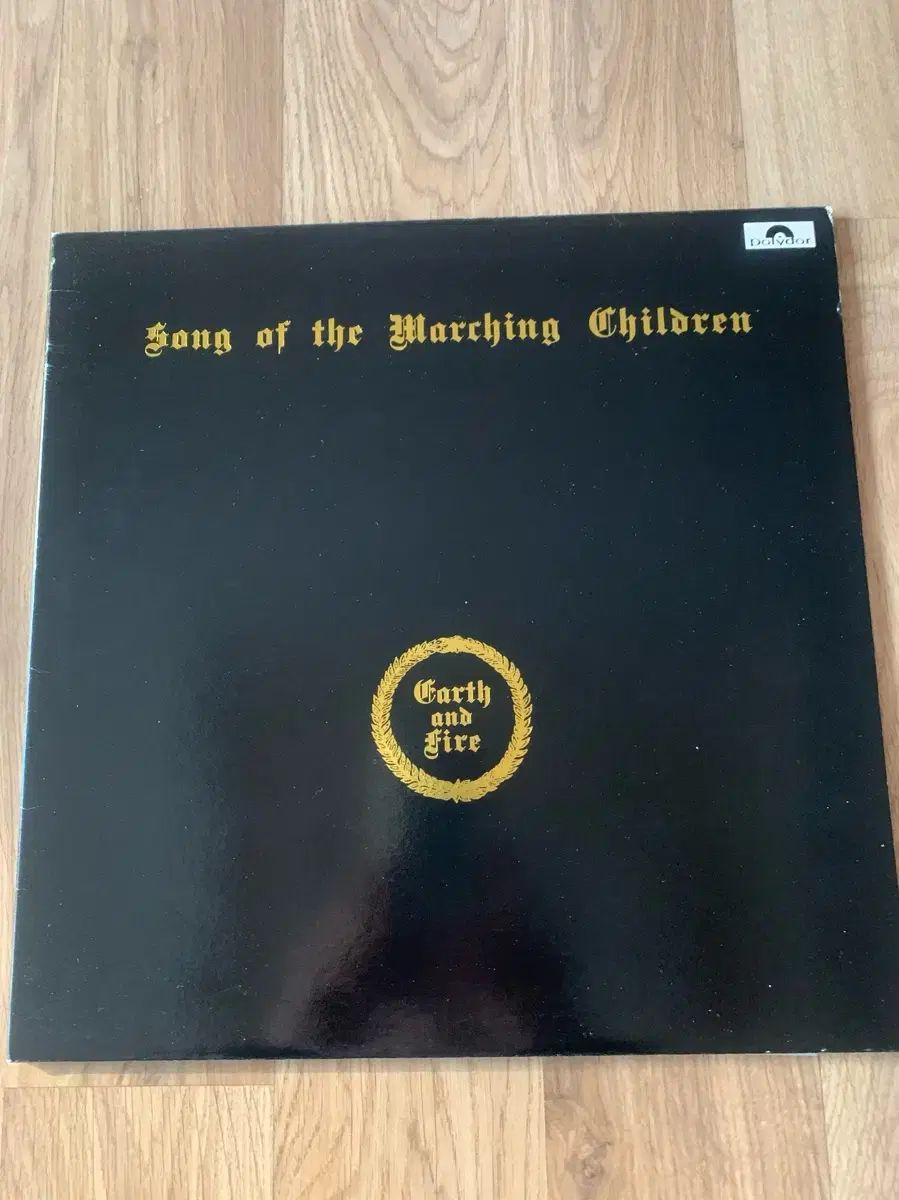 polydor
Song of the Marching Children
Earth
and
Fire